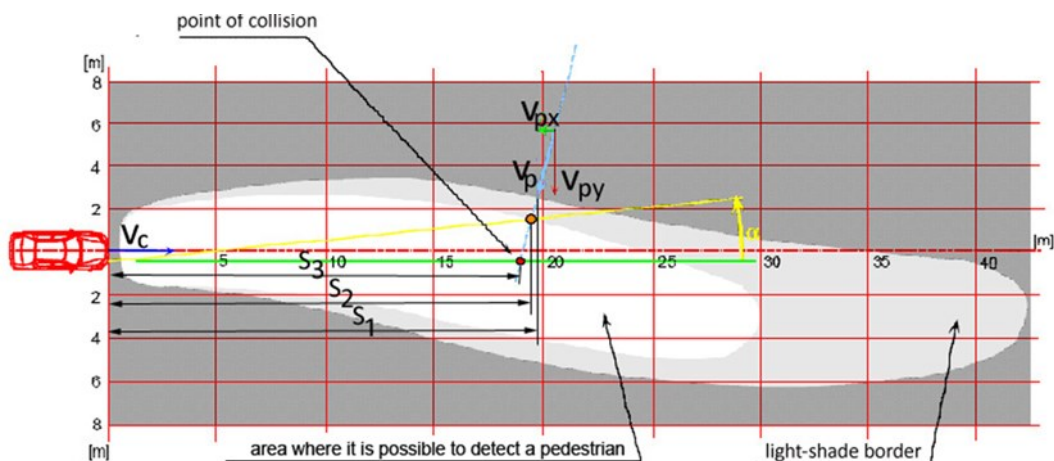 point of collision
[m]
8
6
4
2
2
4
6
8
[m]
Vpx
Vp
Vpy
Vc
α
[m]
5
10
15
20
25
30
35
40
S3
S2
S1
area where it is possible to detect a pedestrian
light-shade border